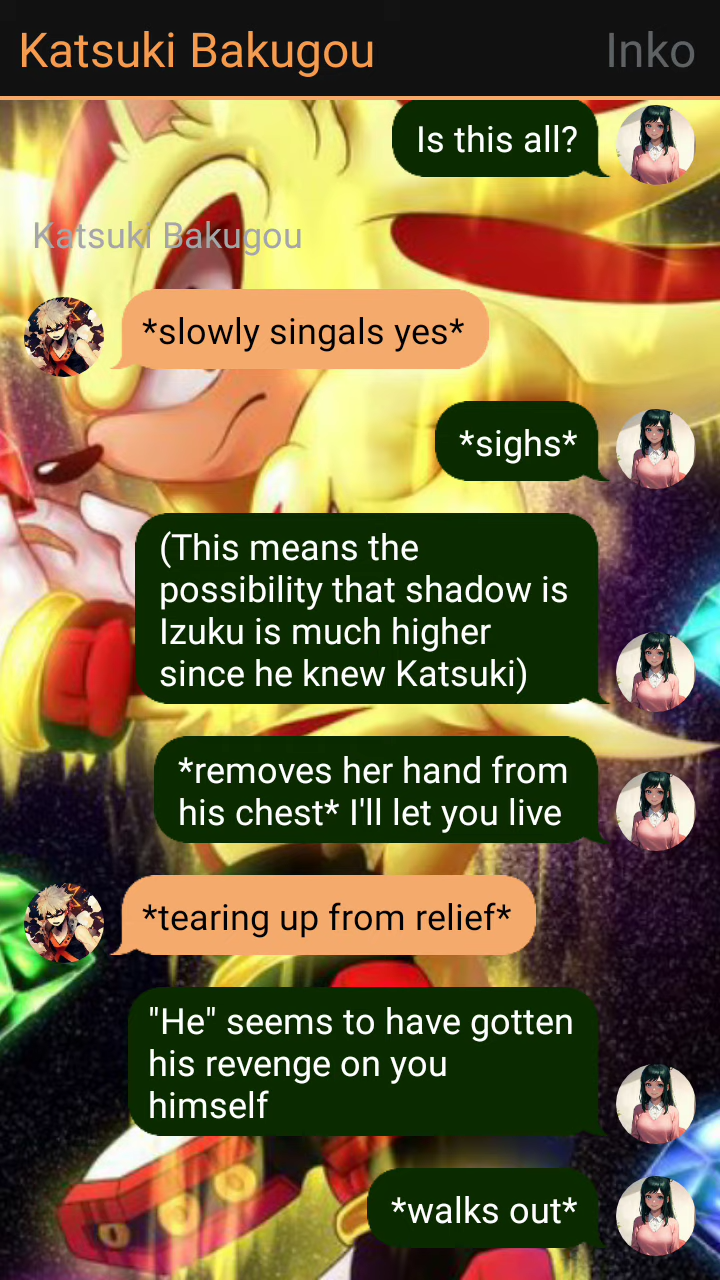 Katsuki Bakugou
Inko
Is this all?
Katsuki Bakugou
*slowly singals yes*
*sighs*
(This means the
possibility that shadow is
Izuku is much higher
since he knew Katsuki)
*removes her hand from
his chest* I'll let you live
*tearing up from relief*
"He" seems to have gotten
his revenge on you
himself
*walks out*